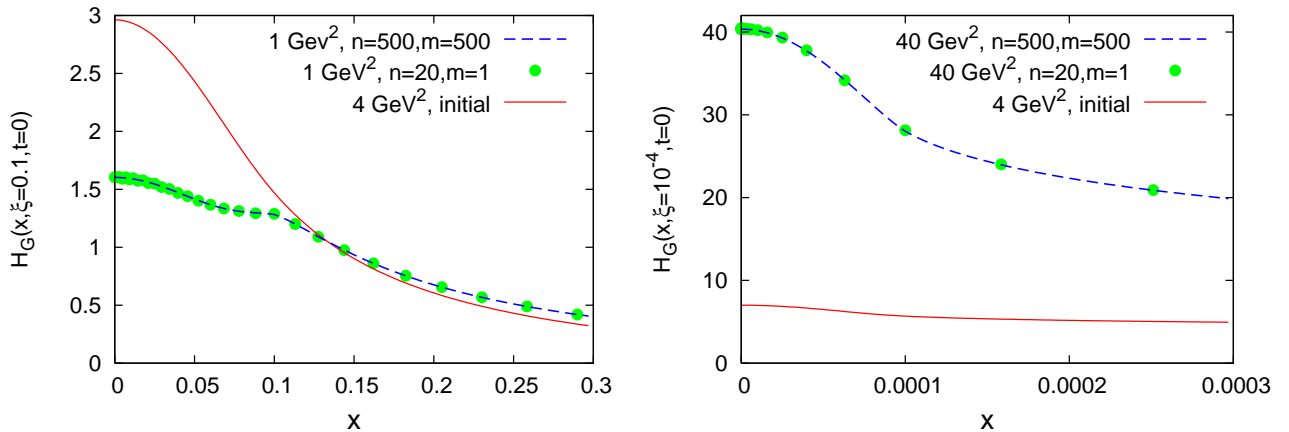 H_G(x,ξ=0.1,t=0)
3
2.5
2
1.5
1
0.5
0
1 Gev², n=500,m=500
1 GeV², n=20,m=1
4 GeV², initial
0 0.05 0.1 0.15 0.2 0.25 0.3
x
H_G(x,ξ=10⁻⁴,t=0)
40
30
20
10
0
40 Gev², n=500,m=500
40 GeV², n=20,m=1
4 GeV², initial
0 0.0001 0.0002 0.0003
x